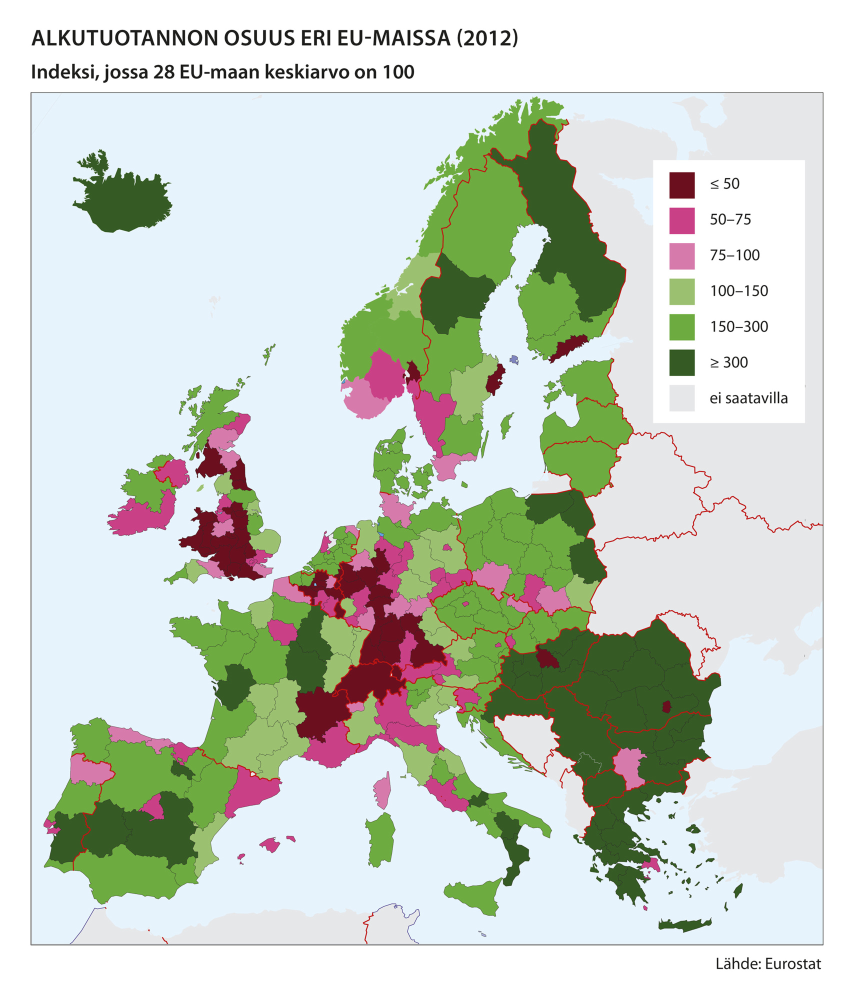 ALKUTUOTANNON OSUUS ERI EU-MAISSA (2012)
Indeksi, jossa 28 EU-maan keskiarvo on 100
≤ 50
50–75
75–100
100–150
150–300
≥ 300
ei saatavilla
Lähde: Eurostat